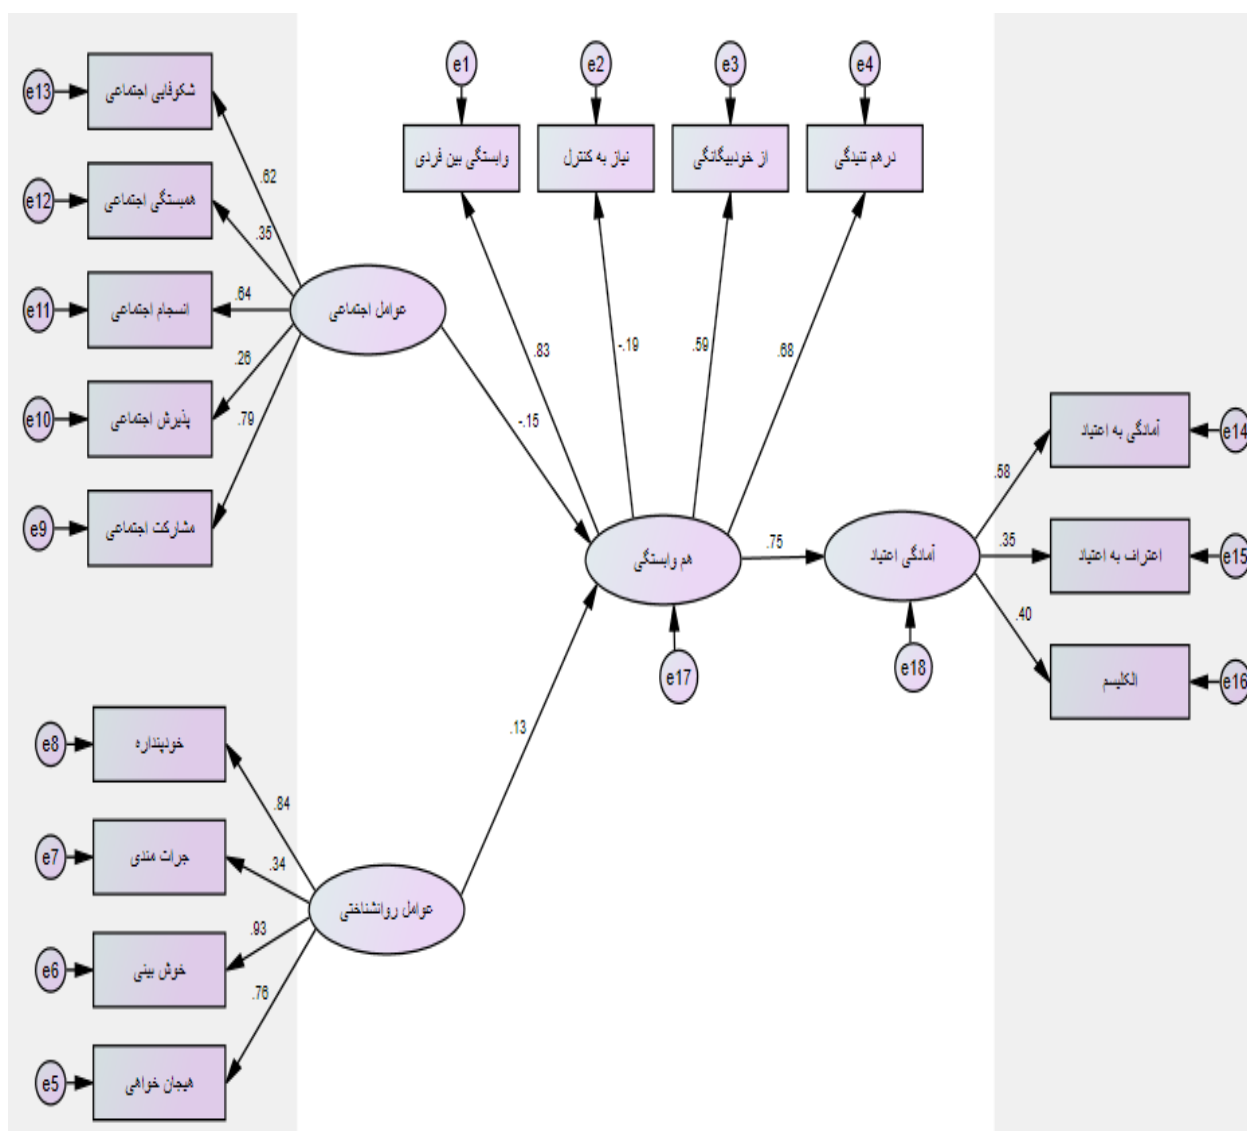 e1
e2
e3
e4
وابستگی بین فردی
نیاز به کنترل
از خودبیگانگی
درهم تنیدگی
.83
-.19
.59
.68
e13
شکوفایی اجتماعی
.62
e12
همبستگی اجتماعی
.35
e11
انسجام اجتماعی
.64
e10
پذیرش اجتماعی
.26
e9
مشارکت اجتماعی
.79
عوامل اجتماعی
-.15
هم وابستگی
e17
.75
آمادگی اعتیاد
e18
.58
آمادگی به اعتیاد
e14
.35
اعتراف به اعتیاد
e15
.40
الکلیسم
e16
e8
خودپنداره
.84
e7
جرات مندی
.34
e6
خوش بینی
.93
e5
هیجان خواهی
.76
عوامل روانشناختی
.13